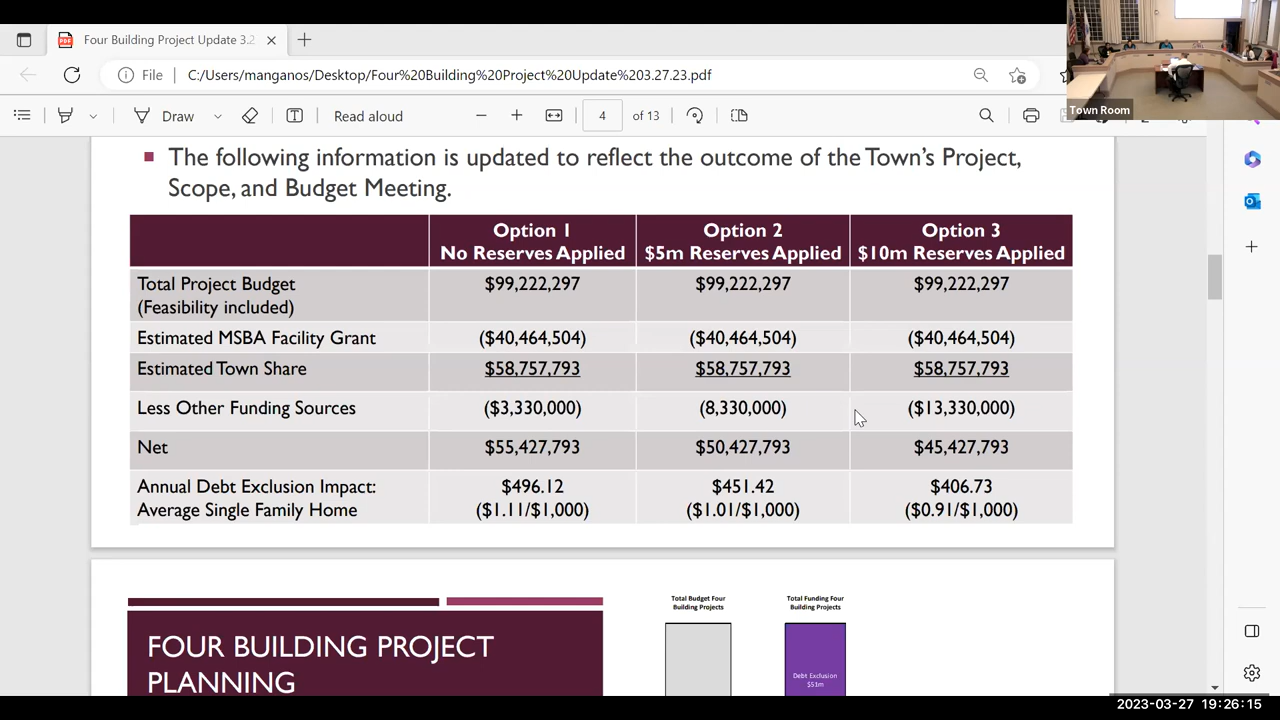 Four Building Project Update 3.2
File
C:/Users/manganos/Desktop/Four%20Building%20Project%20Update%203.27.23.pdf
Town Room
Draw
Read aloud
4
of 13
The following information is updated to reflect the outcome of the Town's Project,
Scope, and Budget Meeting.
Option 1
No Reserves Applied
Option 2
$5m Reserves Applied
Option 3
$10m Reserves Applied
Total Project Budget
(Feasibility included)
$99,222,297
$99,222,297
$99,222,297
Estimated MSBA Facility Grant
($40,464,504)
($40,464,504)
($40,464,504)
Estimated Town Share
$58,757,793
$58,757,793
$58,757,793
Less Other Funding Sources
($3,330,000)
(8,330,000)
($13,330,000)
Net
$55,427,793
$50,427,793
$45,427,793
Annual Debt Exclusion Impact:
Average Single Family Home
$496.12
($1.11/$1,000)
$451.42
($1.01/$1,000)
$406.73
($0.91/$1,000)
FOUR BUILDING PROJECT
PLANNING
Total Budget Four
Building Projects
Total Funding Four
Building Projects
Debt Exclusion
$51m
2023-03-27 19:26:15